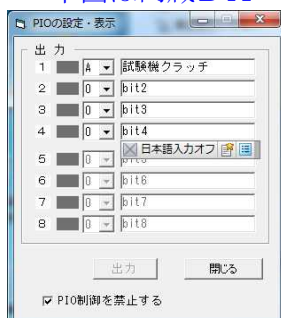 PIOの設定・表示
出 力
1 A 試験機クラッチ
2 0 bit2
3 0 bit3
4 0 bit4
日本語入力オフ
5 0
6 0 bit6
7 0 bit7
8 0 bit8
出力 閉じる
PIO制御を禁止する